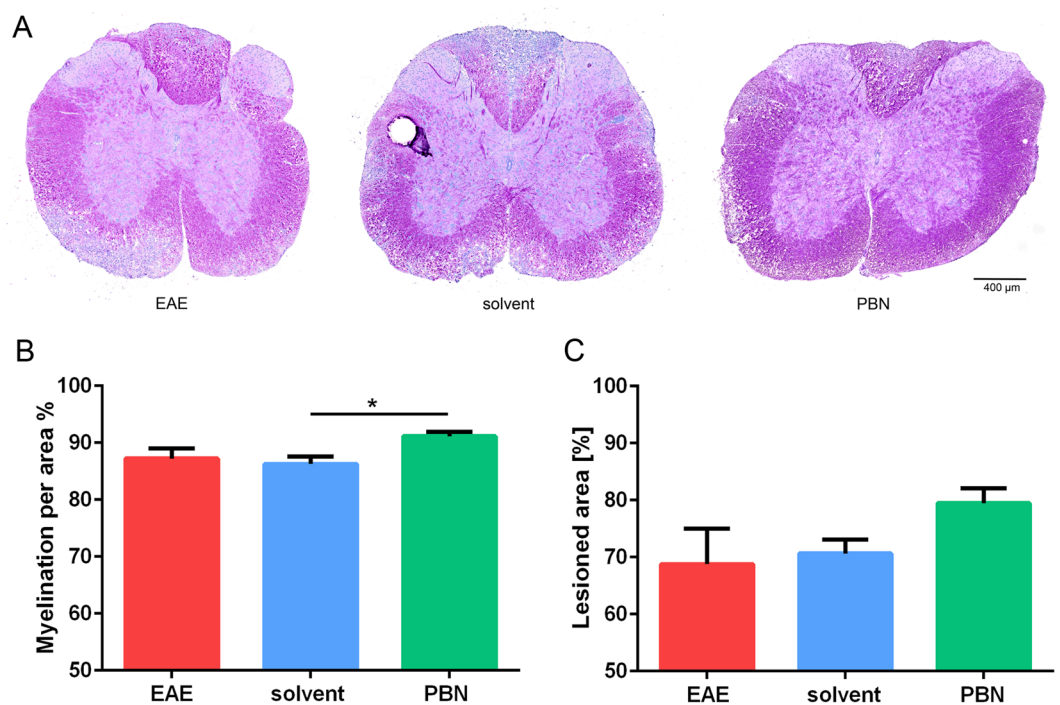 A
EAE
solvent
PBN
400 µm
B
Myelination per area %
100
90
80
70
60
50
*
EAE
solvent
PBN
C
Lesioned area [%]
100
90
80
70
60
50
EAE
solvent
PBN